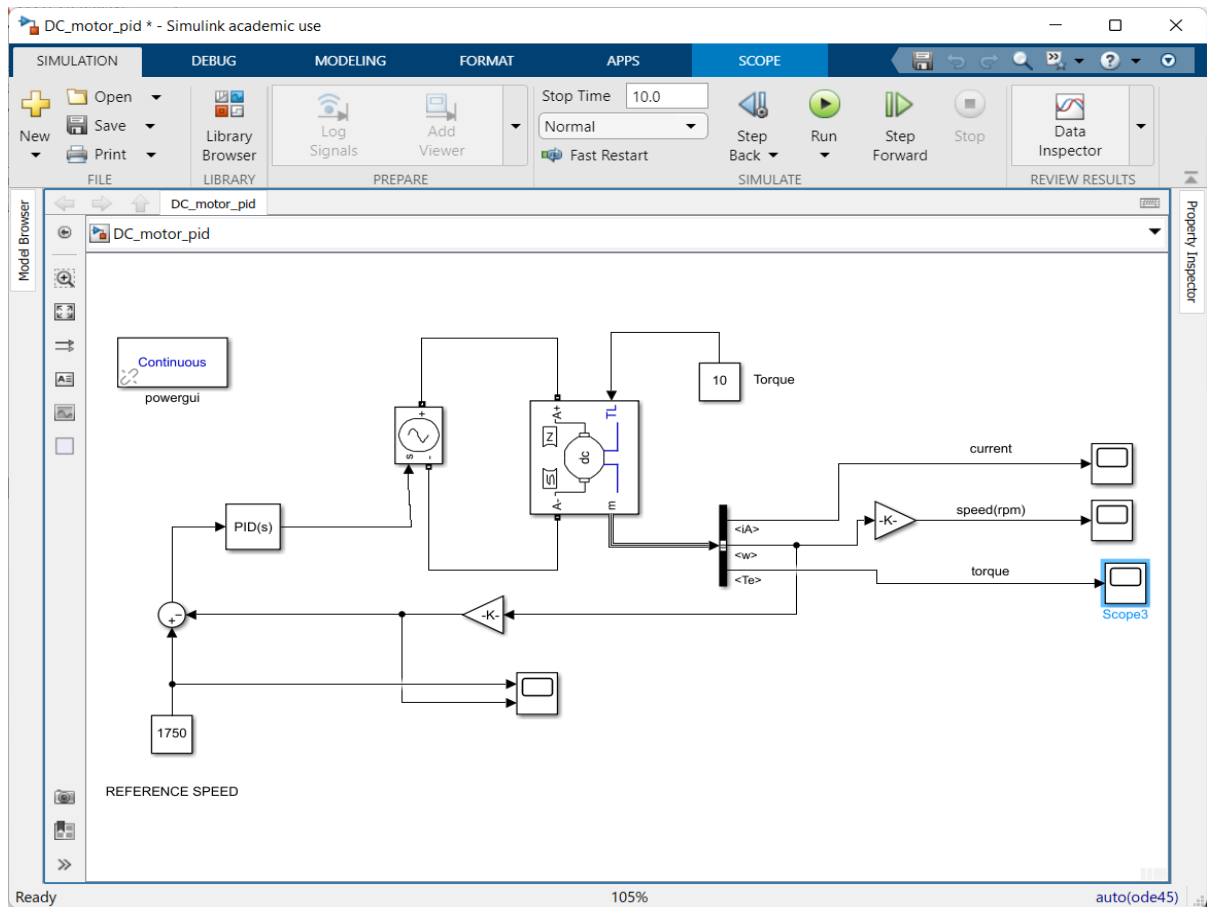 DC_motor_pid * - Simulink academic use
SIMULATION DEBUG MODELING FORMAT APPS SCOPE
New
Open
Save
Print
FILE
Library
Browser
LIBRARY
Log
Signals
Add
Viewer
PREPARE
Stop Time 10.0
Normal
Fast Restart
Step
Back
Run
Step
Forward
Stop
SIMULATE
Data
Inspector
REVIEW RESULTS
Model Browser
Property Inspector
DC_motor_pid
DC_motor_pid
Continuous
powergui
10 Torque
+
s
-
A+
TL
dc
A-
m
current
-K-
speed(rpm)
<iA>
<w>
<Te>
torque
Scope3
PID(s)
-
+
-K-
1750
REFERENCE SPEED
Ready 105% auto(ode45)